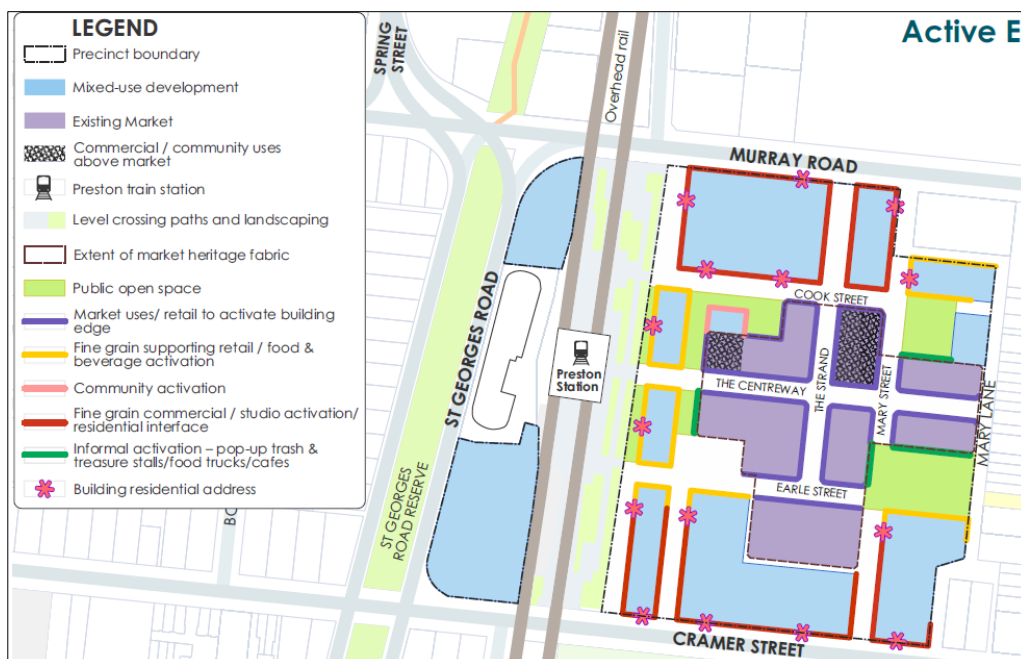 Active E
LEGEND
Precinct boundary
Mixed-use development
Existing Market
Commercial / community uses
above market
Preston train station
Level crossing paths and landscaping
Extent of market heritage fabric
Public open space
Market uses/ retail to activate building
edge
Fine grain supporting retail / food &
beverage activation
Community activation
Fine grain commercial / studio activation/
residential interface
Informal activation – pop-up trash &
treasure stalls/food trucks/cafes
Building residential address
SPRING
STREET
Overhead rail
MURRAY ROAD
ST GEORGES ROAD
COOK STREET
Preston
Station
THE CENTREWAY
THE STRAND
MARY STREET
MARY LANE
EARLE STREET
ST GEORGES
ROAD RESERVE
BO
CRAMER STREET